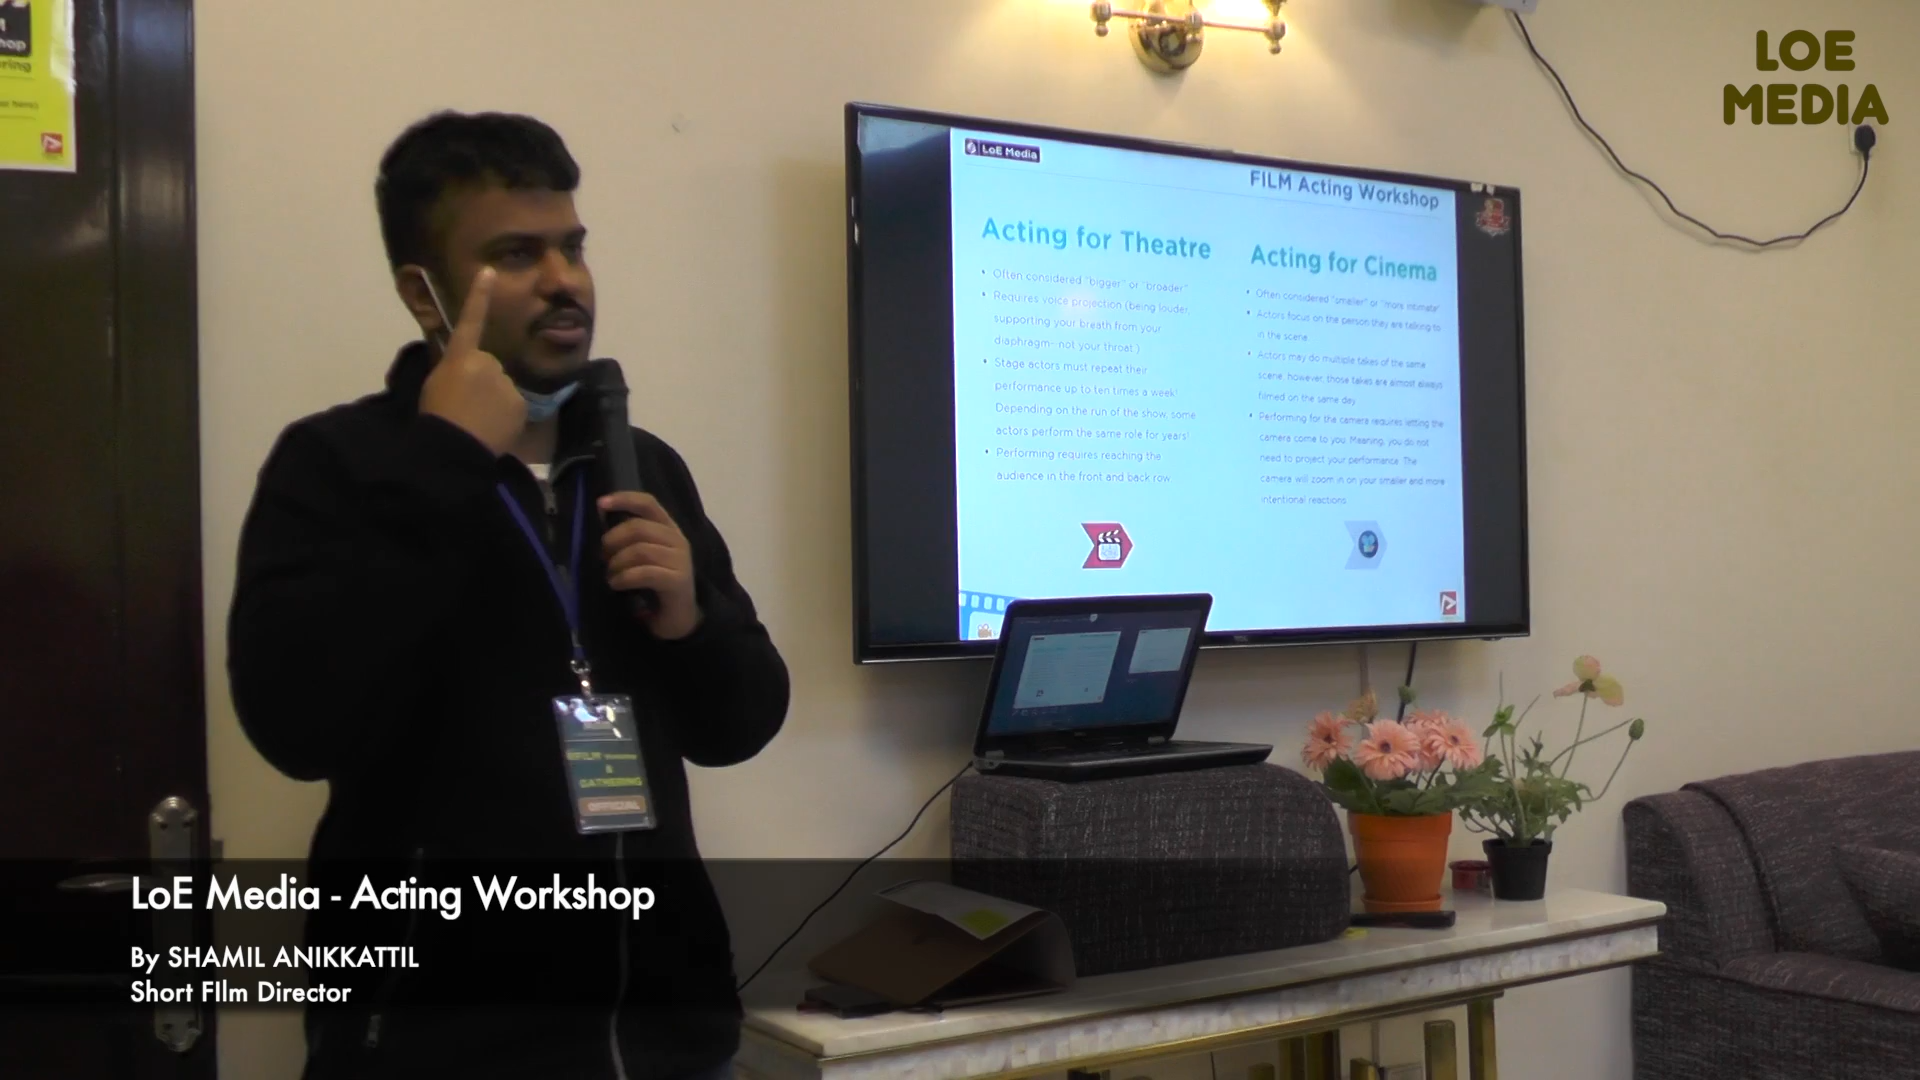 LOE
MEDIA
LoE Media
FILM Acting Workshop
Acting for Theatre
• Often considered "bigger" or "broader"
• Requires voice projection (being louder,
supporting your breath from your
diaphragm- not your throat.)
• Stage actors must repeat their
performance up to ten times a week!
Depending on the run of the show, some
actors perform the same role for years!
• Performing requires reaching the
audience in the front and back row.
Acting for Cinema
• Often considered "smaller" or "more intimate".
• Actors focus on the person they are talking to
in the scene.
• Actors may do multiple takes of the same
scene; however, those takes are almost always
filmed on the same day.
• Performing for the camera requires letting the
camera come to you. Meaning, you do not
need to project your performance. The
camera will zoom in on your smaller and more
intentional reactions.
FILM Workshop
&
GATHERING
OFFICIAL
LoE Media - Acting Workshop
By SHAMIL ANIKKATTIL
Short FIlm Director